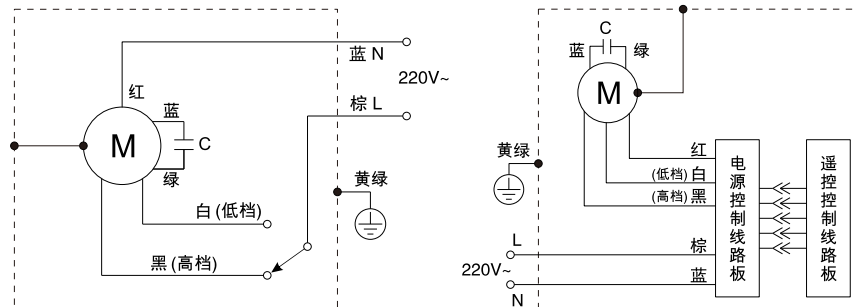 蓝 N
220V~
棕 L
红
蓝
M
C
绿
黄绿
白 (低档)
黑 (高档)
C
蓝
绿
M
黄绿
红
(低档) 白
(高档) 黑
棕
蓝
L
220V~
N
电源控制线路板
遥控控制线路板